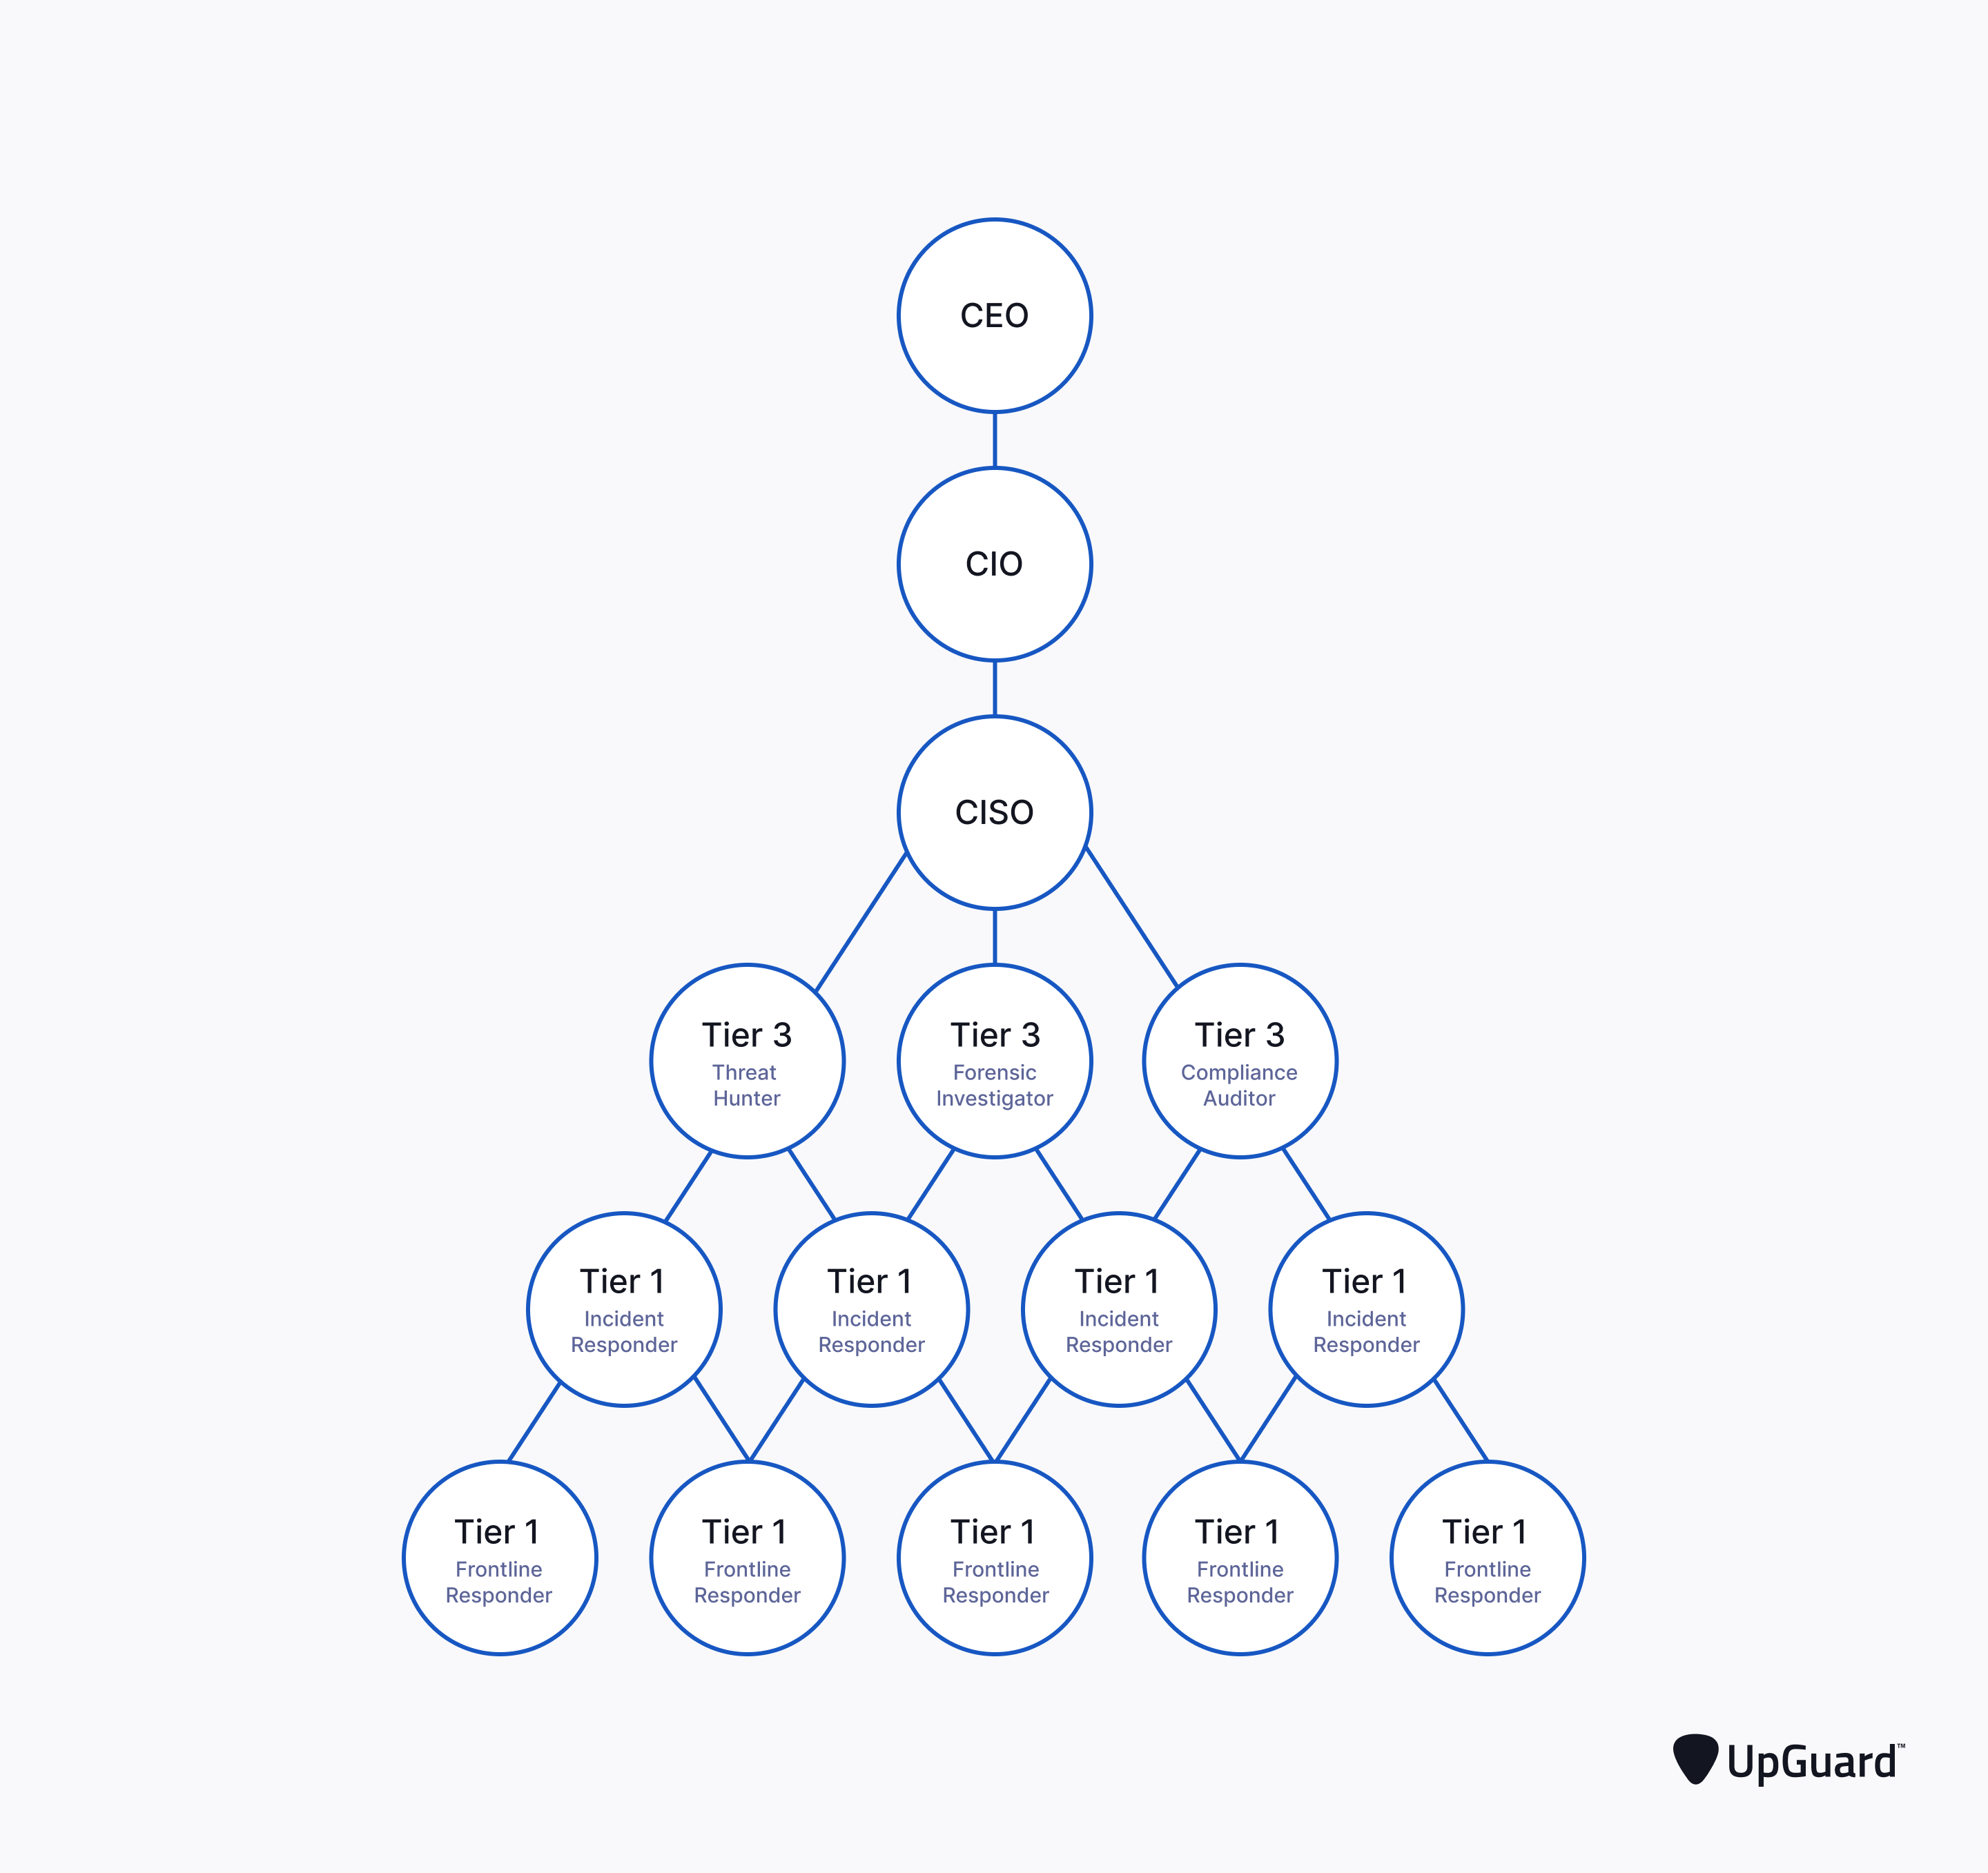 CEO
CIO
CISO
Tier 3
Threat
Hunter
Tier 3
Forensic
Investigator
Tier 3
Compliance
Auditor
Tier 1
Incident
Responder
Tier 1
Incident
Responder
Tier 1
Incident
Responder
Tier 1
Incident
Responder
Tier 1
Frontline
Responder
Tier 1
Frontline
Responder
Tier 1
Frontline
Responder
Tier 1
Frontline
Responder
Tier 1
Frontline
Responder
UpGuard™